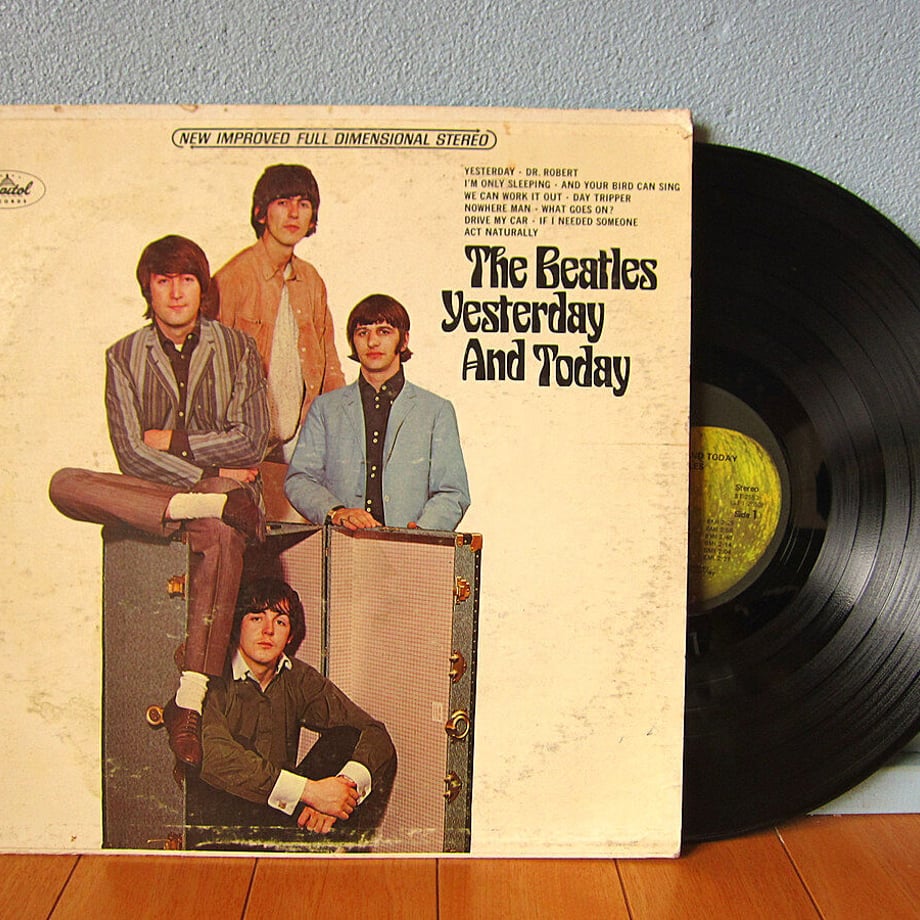 NEW IMPROVED FULL DIMENSIONAL STEREO
YESTERDAY · DR. ROBERT
I'M ONLY SLEEPING · AND YOUR BIRD CAN SING
WE CAN WORK IT OUT · DAY TRIPPER
NOWHERE MAN · WHAT GOES ON?
DRIVE MY CAR · IF I NEEDED SOMEONE
ACT NATURALLY
The Beatles
Yesterday
And Today
TODAY
Stereo
Side 1